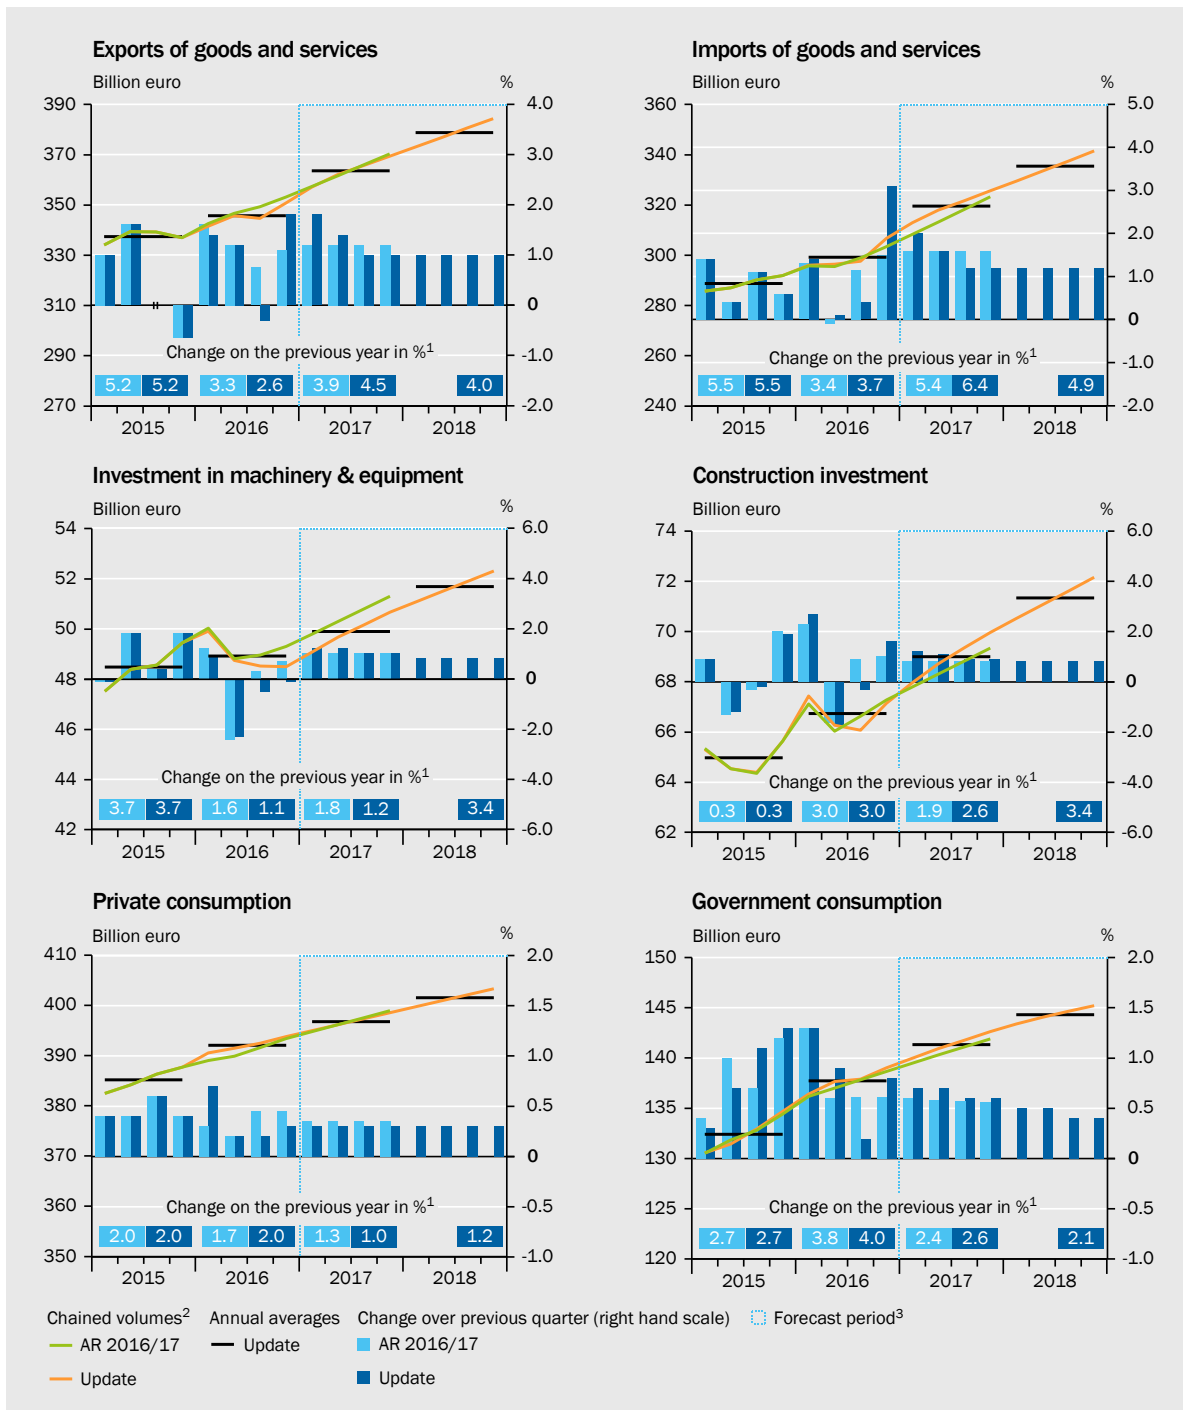 Exports of goods and services
Billion euro %
390 4.0
370 3.0
350 2.0
330 1.0
310 0
290 -1.0
270 -2.0
Change on the previous year in %1
5.2 5.2 3.3 2.6 3.9 4.5 4.0
2015 2016 2017 2018
Imports of goods and services
Billion euro %
360 5.0
340 4.0
320 3.0
300 2.0
280 1.0
260 0
240 -1.0
-2.0
Change on the previous year in %1
5.5 5.5 3.4 3.7 5.4 6.4 4.9
2015 2016 2017 2018
Investment in machinery & equipment
Billion euro %
54 6.0
52 4.0
50 2.0
48 0
46 -2.0
44 -4.0
42 -6.0
Change on the previous year in %1
3.7 3.7 1.6 1.1 1.8 1.2 3.4
2015 2016 2017 2018
Construction investment
Billion euro %
74 6.0
72 4.0
70 2.0
68 0
66 -2.0
64 -4.0
62 -6.0
Change on the previous year in %1
0.3 0.3 3.0 3.0 1.9 2.6 3.4
2015 2016 2017 2018
Private consumption
Billion euro %
410 2.0
400 1.5
390 1.0
380 0.5
370 0
360 -0.5
350 -1.0
Change on the previous year in %1
2.0 2.0 1.7 2.0 1.3 1.0 1.2
2015 2016 2017 2018
Government consumption
Billion euro %
150 2.0
145 1.5
140 1.0
135 0.5
130 0
125 -0.5
120 -1.0
Change on the previous year in %1
2.7 2.7 3.8 4.0 2.4 2.6 2.1
2015 2016 2017 2018
Chained volumes2 Annual averages Change over previous quarter (right hand scale) Forecast period3
AR 2016/17 Update AR 2016/17
Update Update